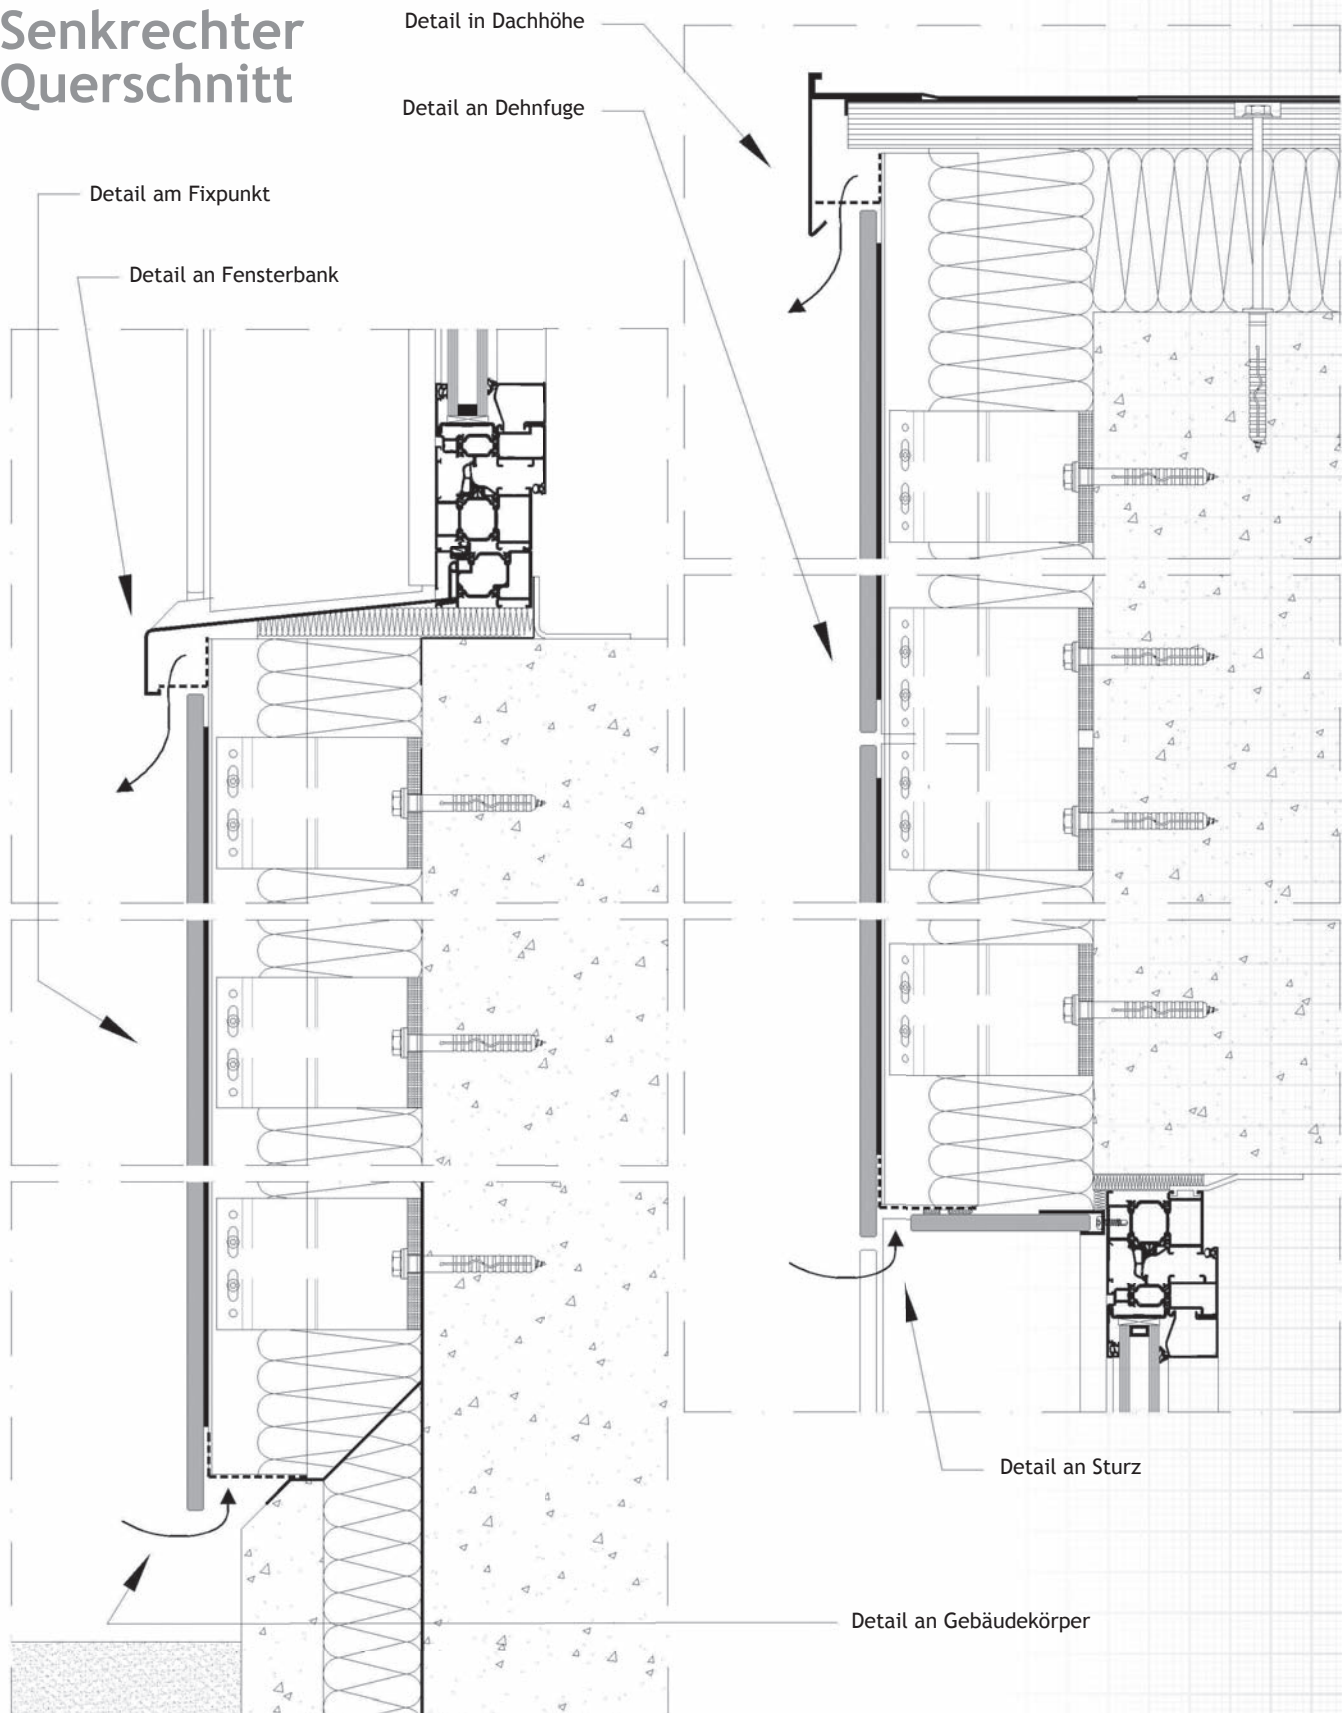 Senkrechter
Querschnitt
Detail in Dachhöhe
Detail an Dehnfuge
Detail am Fixpunkt
Detail an Fensterbank
Detail an Sturz
Detail an Gebäudekörper